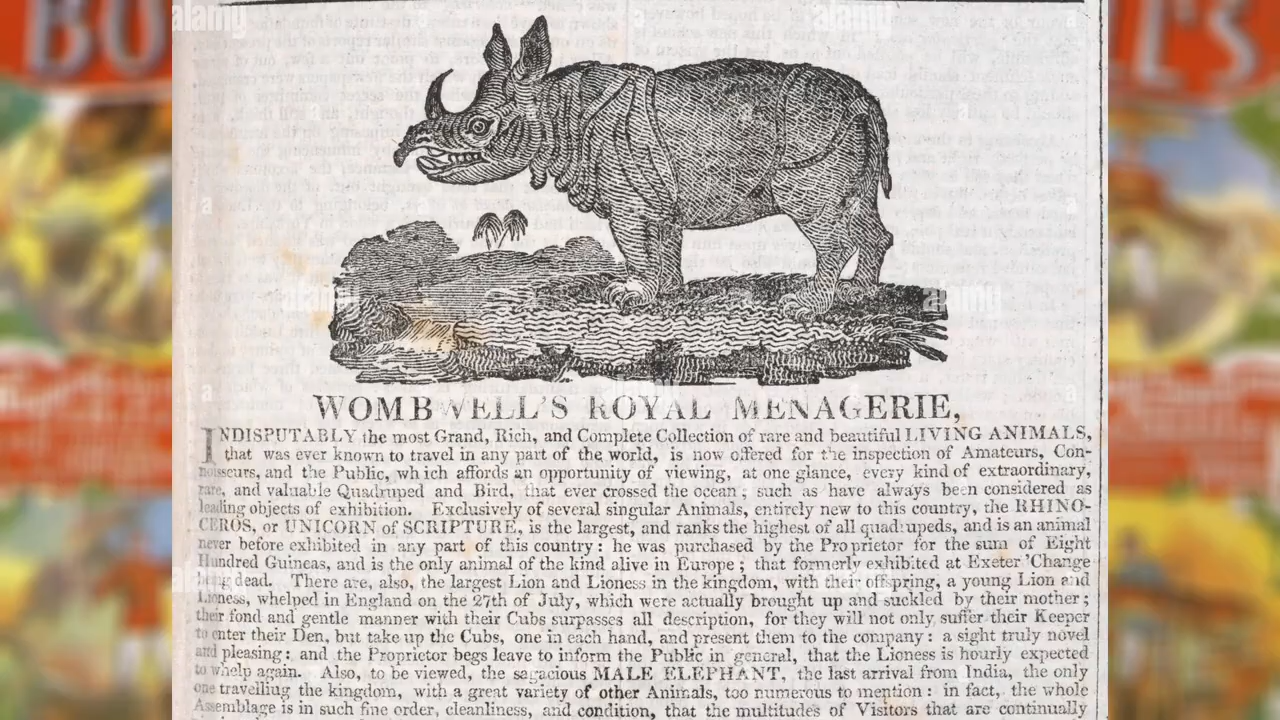 BO
L'S
alamy
WOMBWELL'S ROYAL MENAGERIE,
INDISPUTABLY the most Grand, Rich, and Complete Collection of rare and beautiful LIVING ANIMALS,
that was ever known to travel in any part of the world, is now offered for the inspection of Amateurs, Con-
noisseurs, and the Public, which affords an opportunity of viewing, at one glance, every kind of extraordinary,
rare, and valuable Quadruped and Bird, that ever crossed the ocean; such as have always been considered as
leading objects of exhibition. Exclusively of several singular Animals, entirely new to this country, the RHINO-
CEROS, or UNICORN of SCRIPTURE, is the largest, and ranks the highest of all quadrupeds, and is an animal
never before exhibited in any part of this country: he was purchased by the Proprietor for the sum of Eight
Hundred Guineas, and is the only animal of the kind alive in Europe; that formerly exhibited at Exeter 'Change
being dead. There are, also, the largest Lion and Lioness in the kingdom, with their offspring, a young Lion and
Lioness, whelped in England on the 27th of July, which were actually brought up and suckled by their mother;
their fond and gentle manner with their Cubs surpasses all description, for they will not only suffer their Keeper
to enter their Den, but take up the Cubs, one in each hand, and present them to the company: a sight truly novel
and pleasing: and the Proprietor begs leave to inform the Public in general, that the Lioness is hourly expected
to whelp again. Also, to be viewed, the sagacious MALE ELEPHANT, the last arrival from India, the only
one travelling the kingdom, with a great variety of other Animals, too numerous to mention: in fact, the whole
Assemblage is in such fine order, cleanliness, and condition, that the multitudes of Visitors that are continually